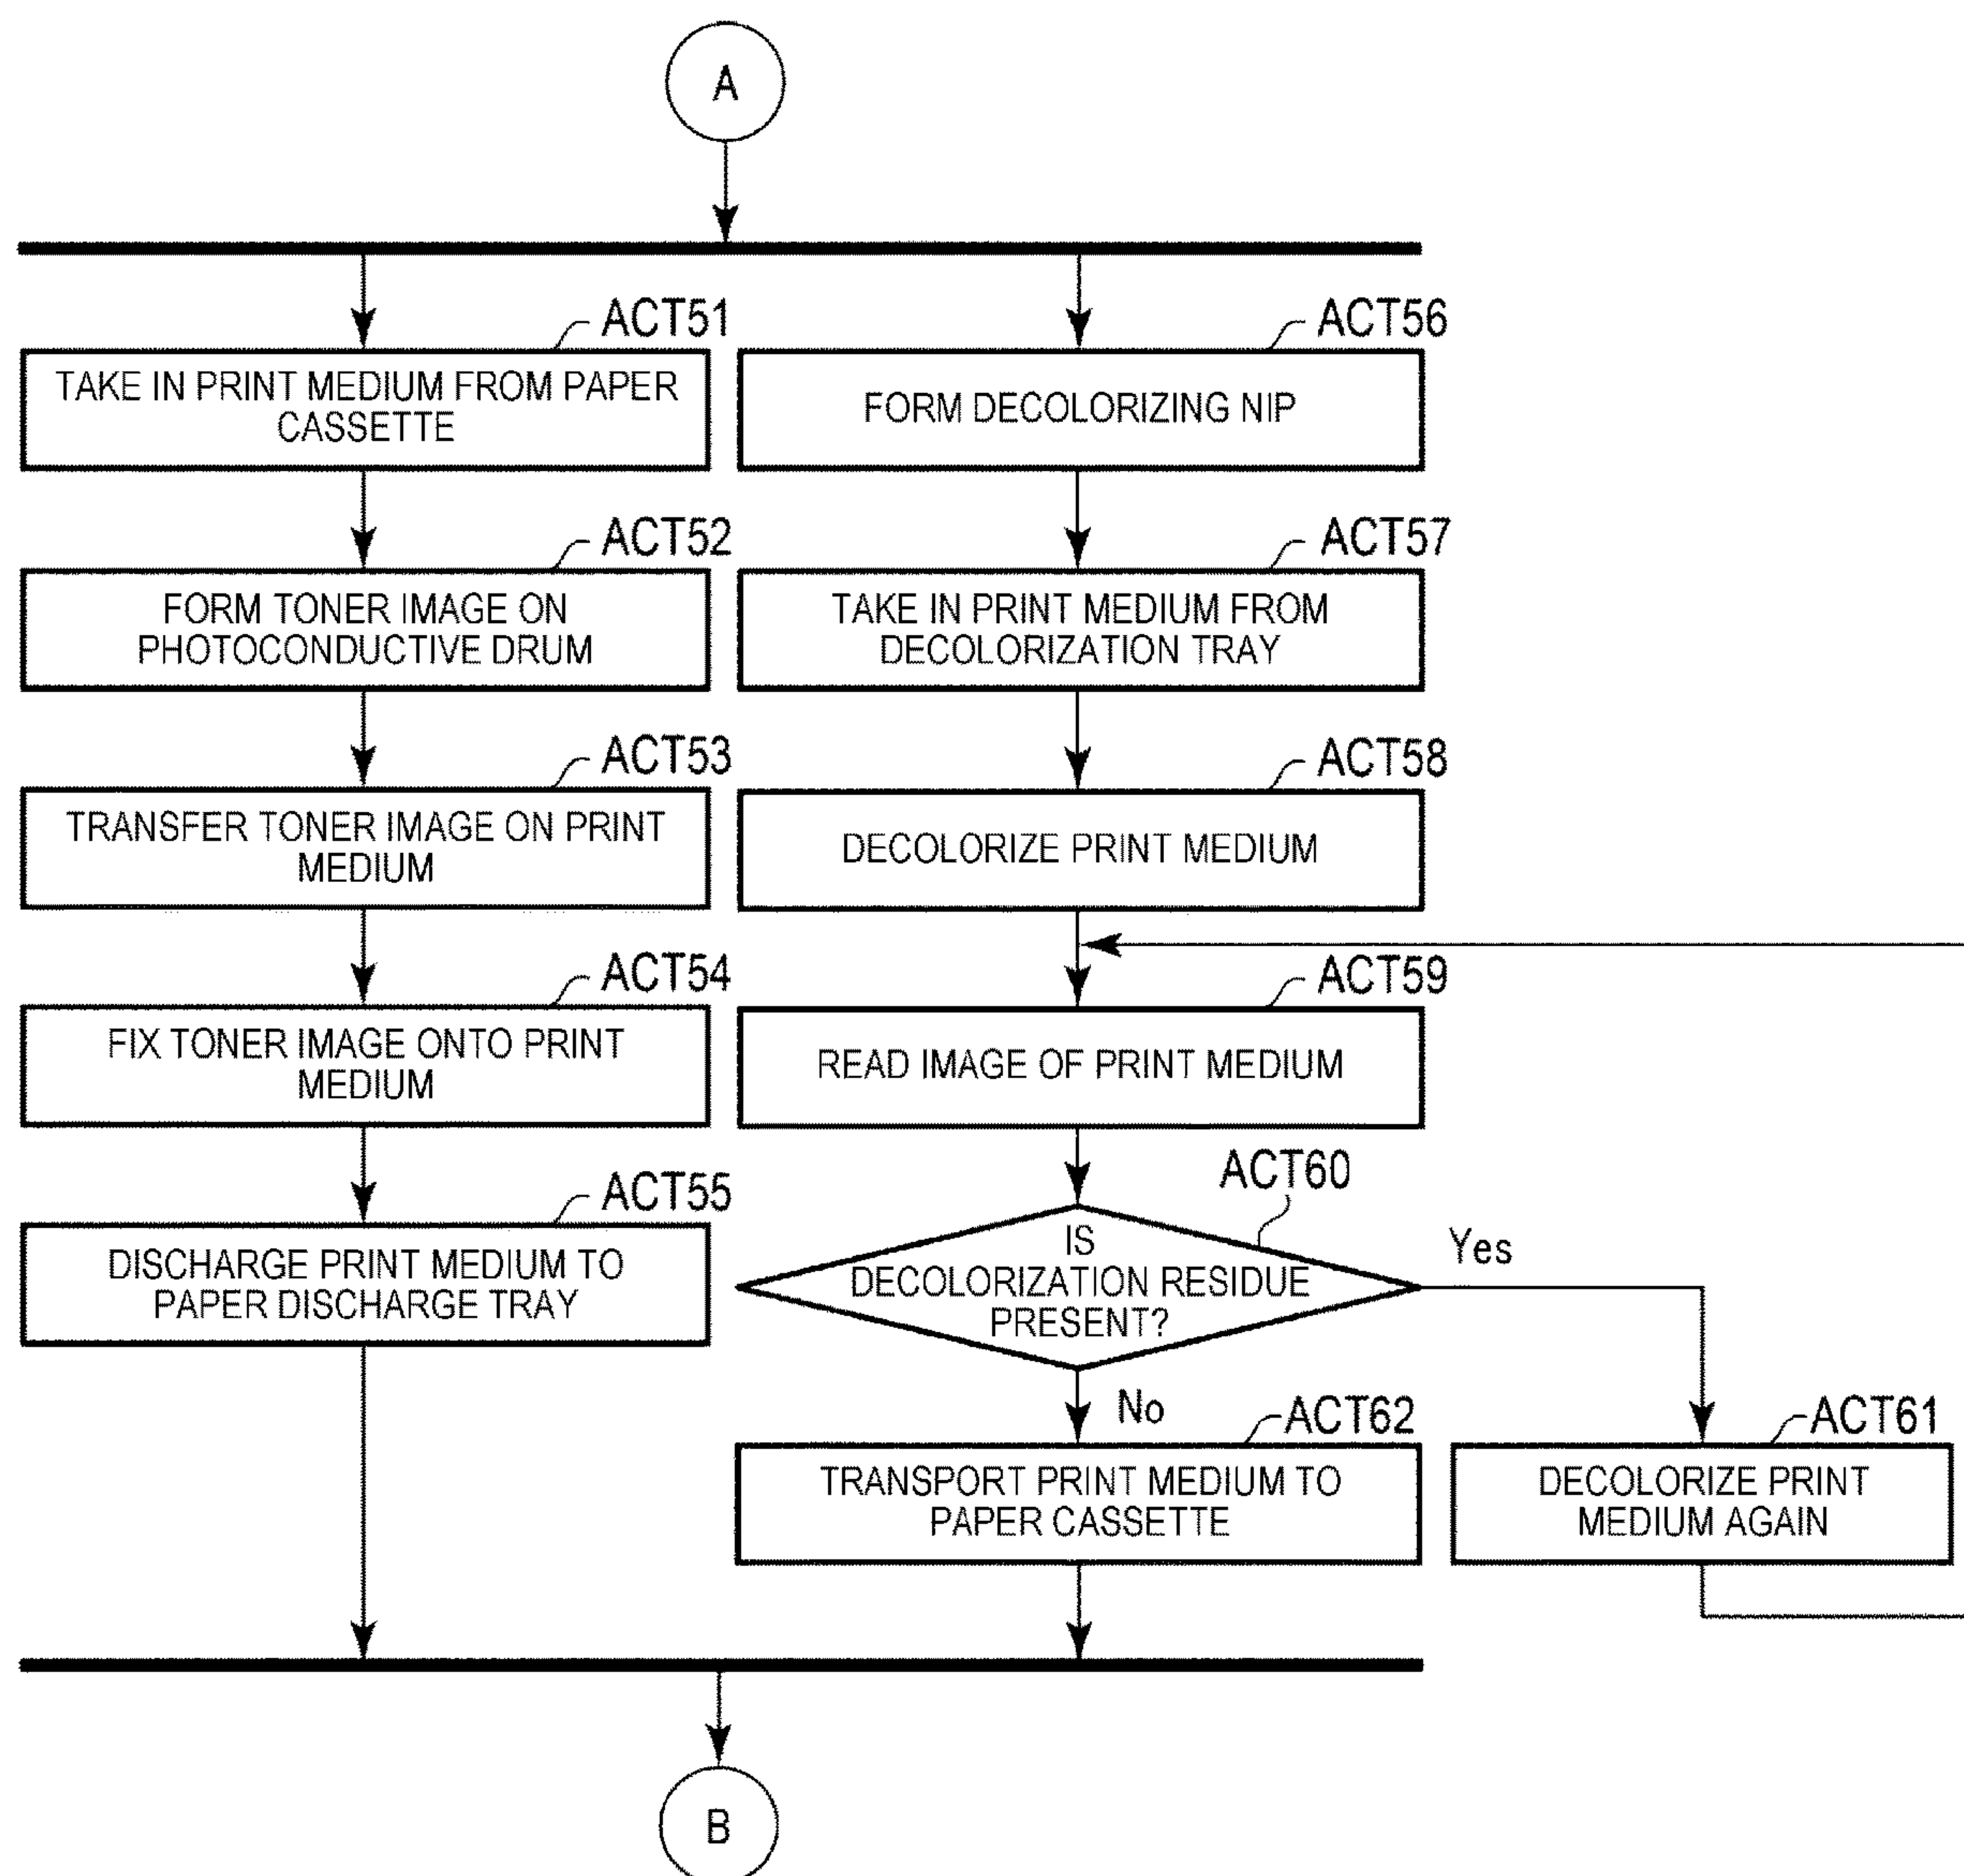 A
ACT51
TAKE IN PRINT MEDIUM FROM PAPER
CASSETTE
ACT52
FORM TONER IMAGE ON
PHOTOCONDUCTIVE DRUM
ACT53
TRANSFER TONER IMAGE ON PRINT
MEDIUM
ACT54
FIX TONER IMAGE ONTO PRINT
MEDIUM
ACT55
DISCHARGE PRINT MEDIUM TO
PAPER DISCHARGE TRAY
ACT56
FORM DECOLORIZING NIP
ACT57
TAKE IN PRINT MEDIUM FROM
DECOLORIZATION TRAY
ACT58
DECOLORIZE PRINT MEDIUM
ACT59
READ IMAGE OF PRINT MEDIUM
ACT60
IS
DECOLORIZATION RESIDUE
PRESENT?
Yes
No
ACT62
TRANSPORT PRINT MEDIUM TO
PAPER CASSETTE
ACT61
DECOLORIZE PRINT
MEDIUM AGAIN
B